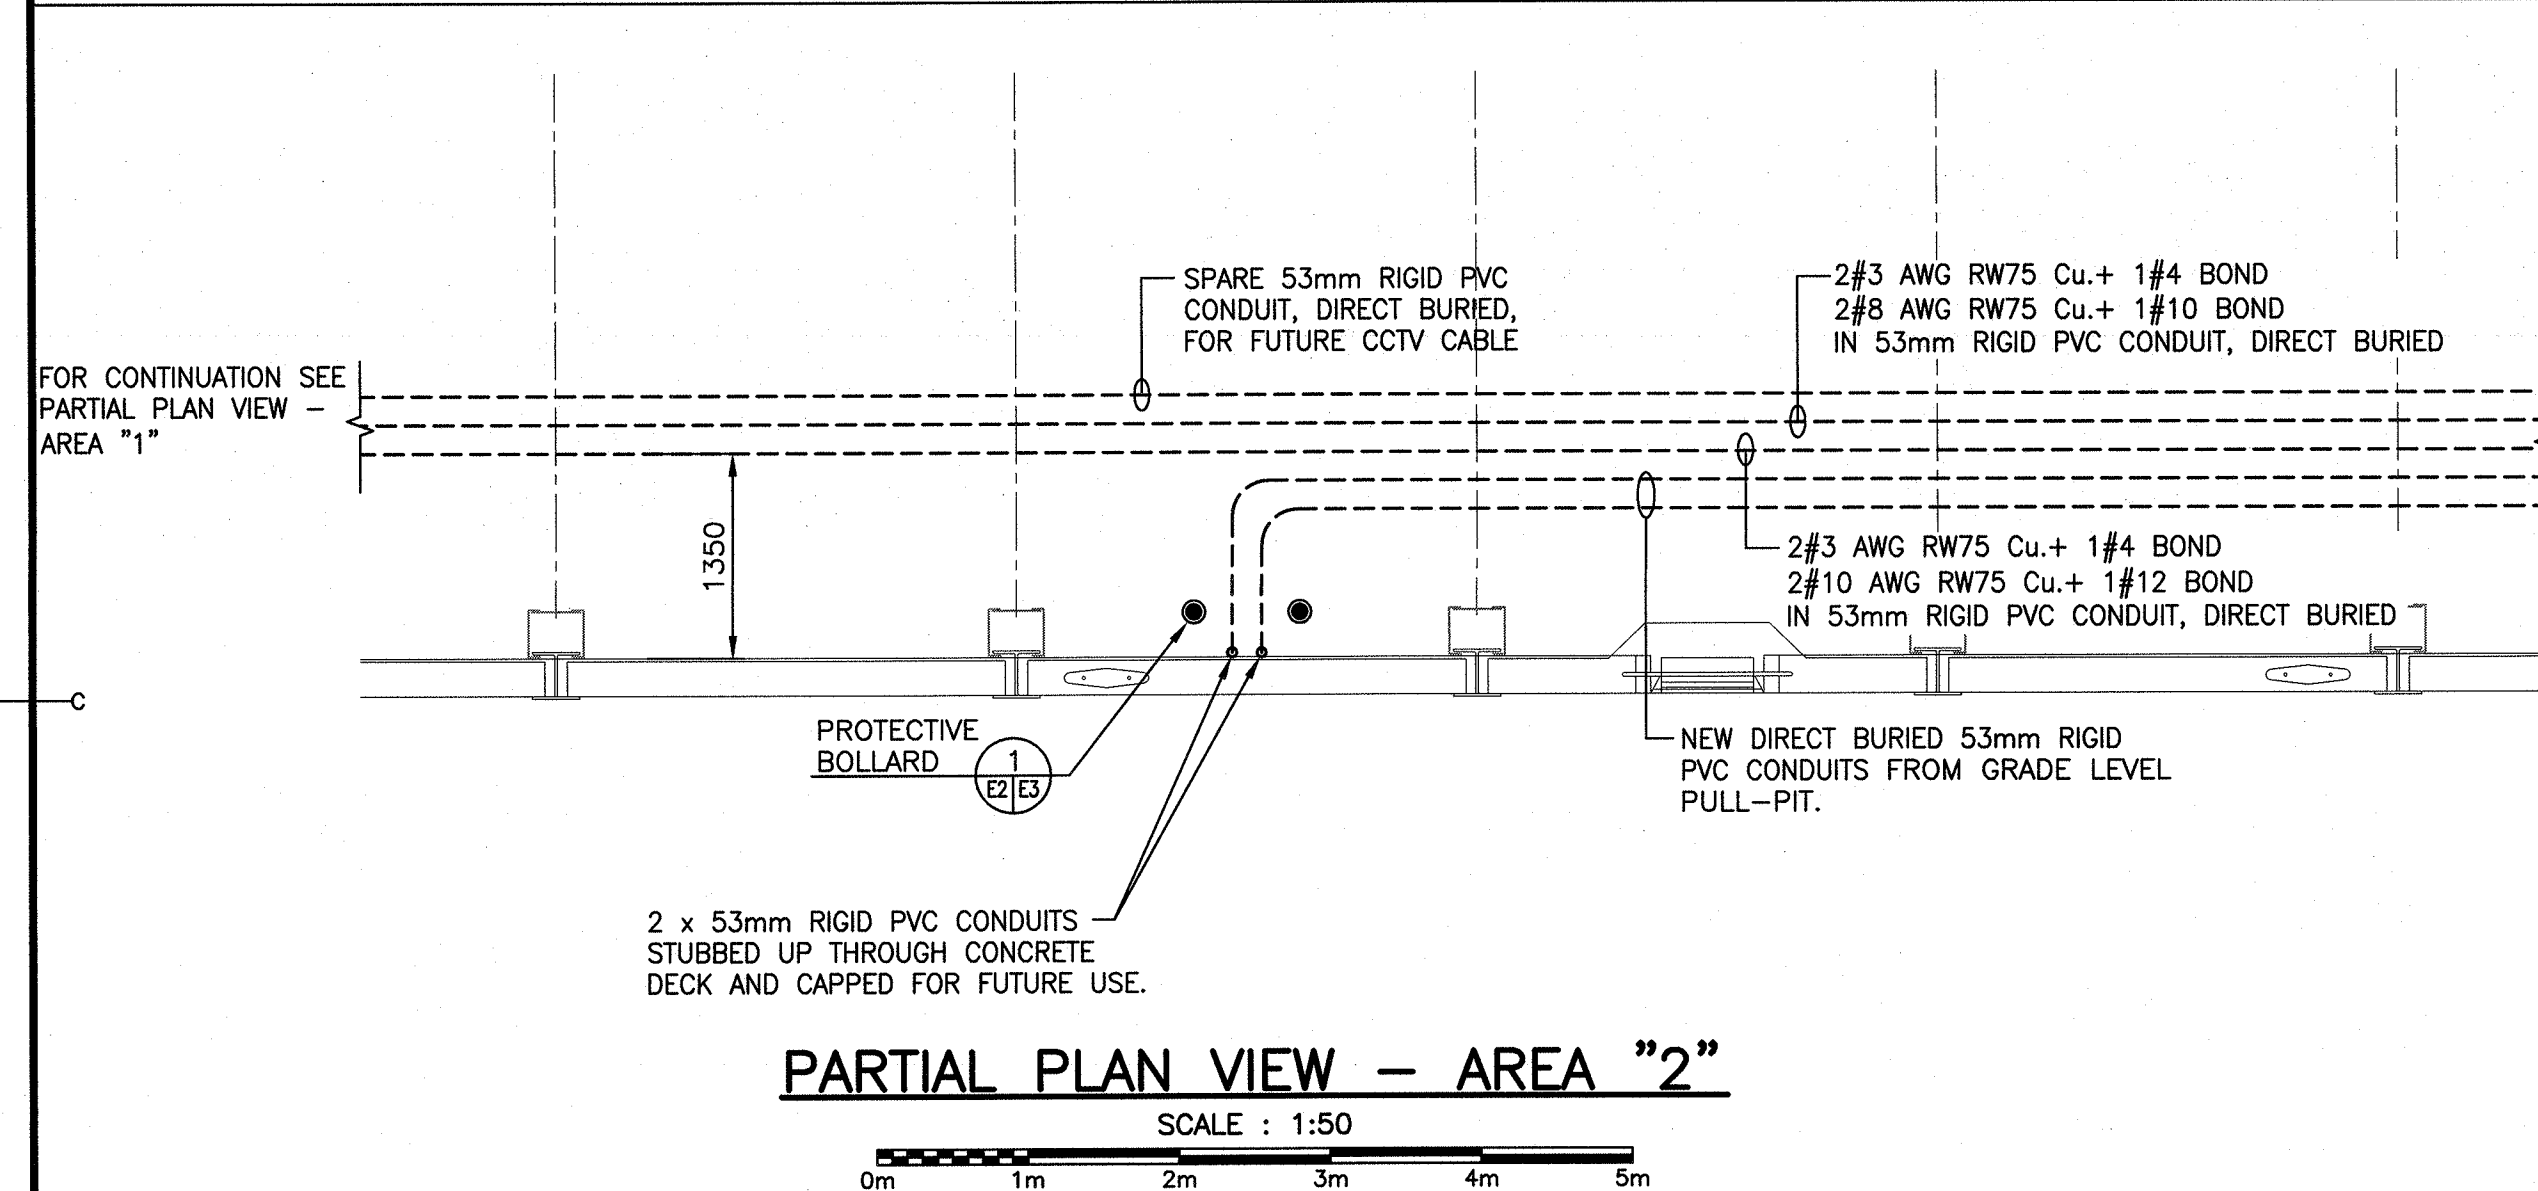 SPARE 53mm RIGID PVC
CONDUIT, DIRECT BURIED,
FOR FUTURE CCTV CABLE
2#3 AWG RW75 Cu.+ 1#4 BOND
2#8 AWG RW75 Cu.+ 1#10 BOND
IN 53mm RIGID PVC CONDUIT, DIRECT BURIED
FOR CONTINUATION SEE
PARTIAL PLAN VIEW –
AREA "1"
1350
2#3 AWG RW75 Cu.+ 1#4 BOND
2#10 AWG RW75 Cu.+ 1#12 BOND
IN 53mm RIGID PVC CONDUIT, DIRECT BURIED
C
PROTECTIVE
BOLLARD
1
E2 E3
NEW DIRECT BURIED 53mm RIGID
PVC CONDUITS FROM GRADE LEVEL
PULL–PIT.
2 x 53mm RIGID PVC CONDUITS
STUBBED UP THROUGH CONCRETE
DECK AND CAPPED FOR FUTURE USE.
PARTIAL PLAN VIEW – AREA "2"
SCALE : 1:50
0m 1m 2m 3m 4m 5m